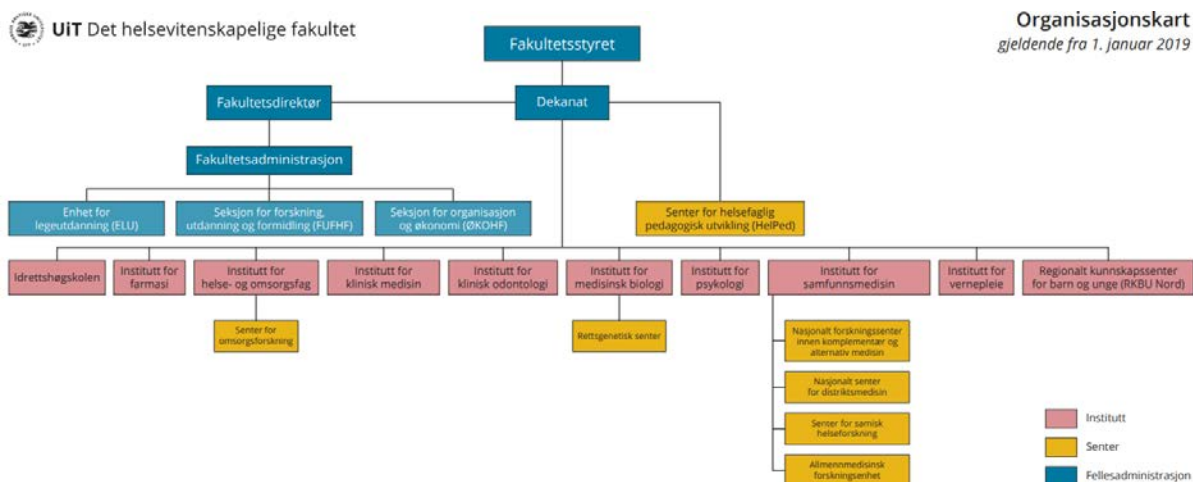 UiT Det helsevitenskapelige fakultet
Organisasjonskart
gjeldende fra 1. januar 2019
Fakultetsstyret
Fakultetsdirektør
Dekanat
Fakultetsadministrasjon
Enhet for
legeutdanning (ELU)
Seksjon for forskning,
utdanning og formidling (FUFHF)
Seksjon for organisasjon
og økonomi (ØKOHF)
Senter for helsefaglig
pedagogisk utvikling (HelPed)
Idrettshøgskolen
Institutt for
farmasi
Institutt for
helse- og omsorgsfag
Institutt for
klinisk medisin
Institutt for
klinisk odontologi
Institutt for
medisinsk biologi
Institutt for
psykologi
Institutt for
samfunnsmedisin
Institutt for
vernepleie
Regionalt kunnskapssenter
for barn og unge (RKBU Nord)
Senter for
omsorgsforskning
Rettsgenetisk senter
Nasjonalt forskningssenter
innen komplementær og
alternativ medisin
Nasjonalt senter
for distriktsmedisin
Senter for samisk
helseforskning
Allmennmedisinsk
forskningsenhet
Institutt
Senter
Fellesadministrasjon